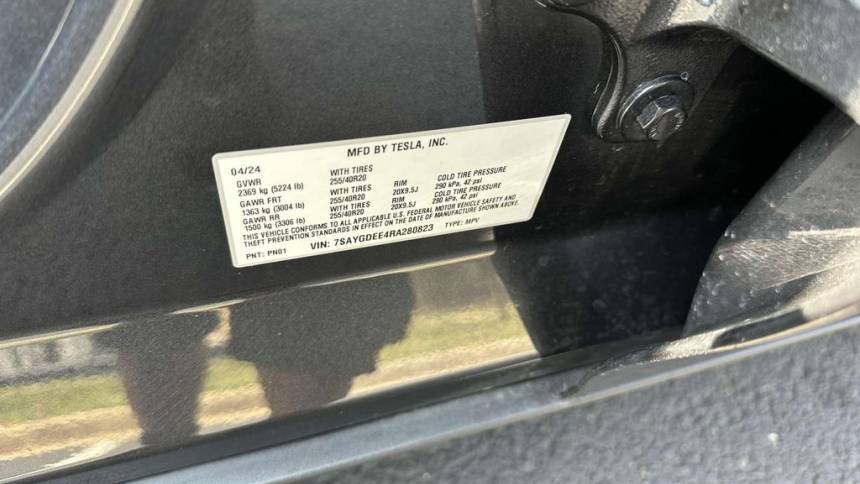 MFD BY TESLA, INC.
04/24
GVWR WITH TIRES RIM COLD TIRE PRESSURE
2369 kg (5224 lb) 255/40R20 20X9.5J 290 kPa, 42 psi
GAWR FRT WITH TIRES RIM COLD TIRE PRESSURE
1363 kg (3004 lb) 255/40R20 20X9.5J 290 kPa, 42 psi
GAWR RR
1500 kg (3306 lb)
THIS VEHICLE CONFORMS TO ALL APPLICABLE U.S. FEDERAL MOTOR VEHICLE SAFETY AND
THEFT PREVENTION STANDARDS IN EFFECT ON THE DATE OF MANUFACTURE SHOWN ABOVE.
PNT: PN01 VIN: 7SAYGDEE4RA280823 TYPE: MPV